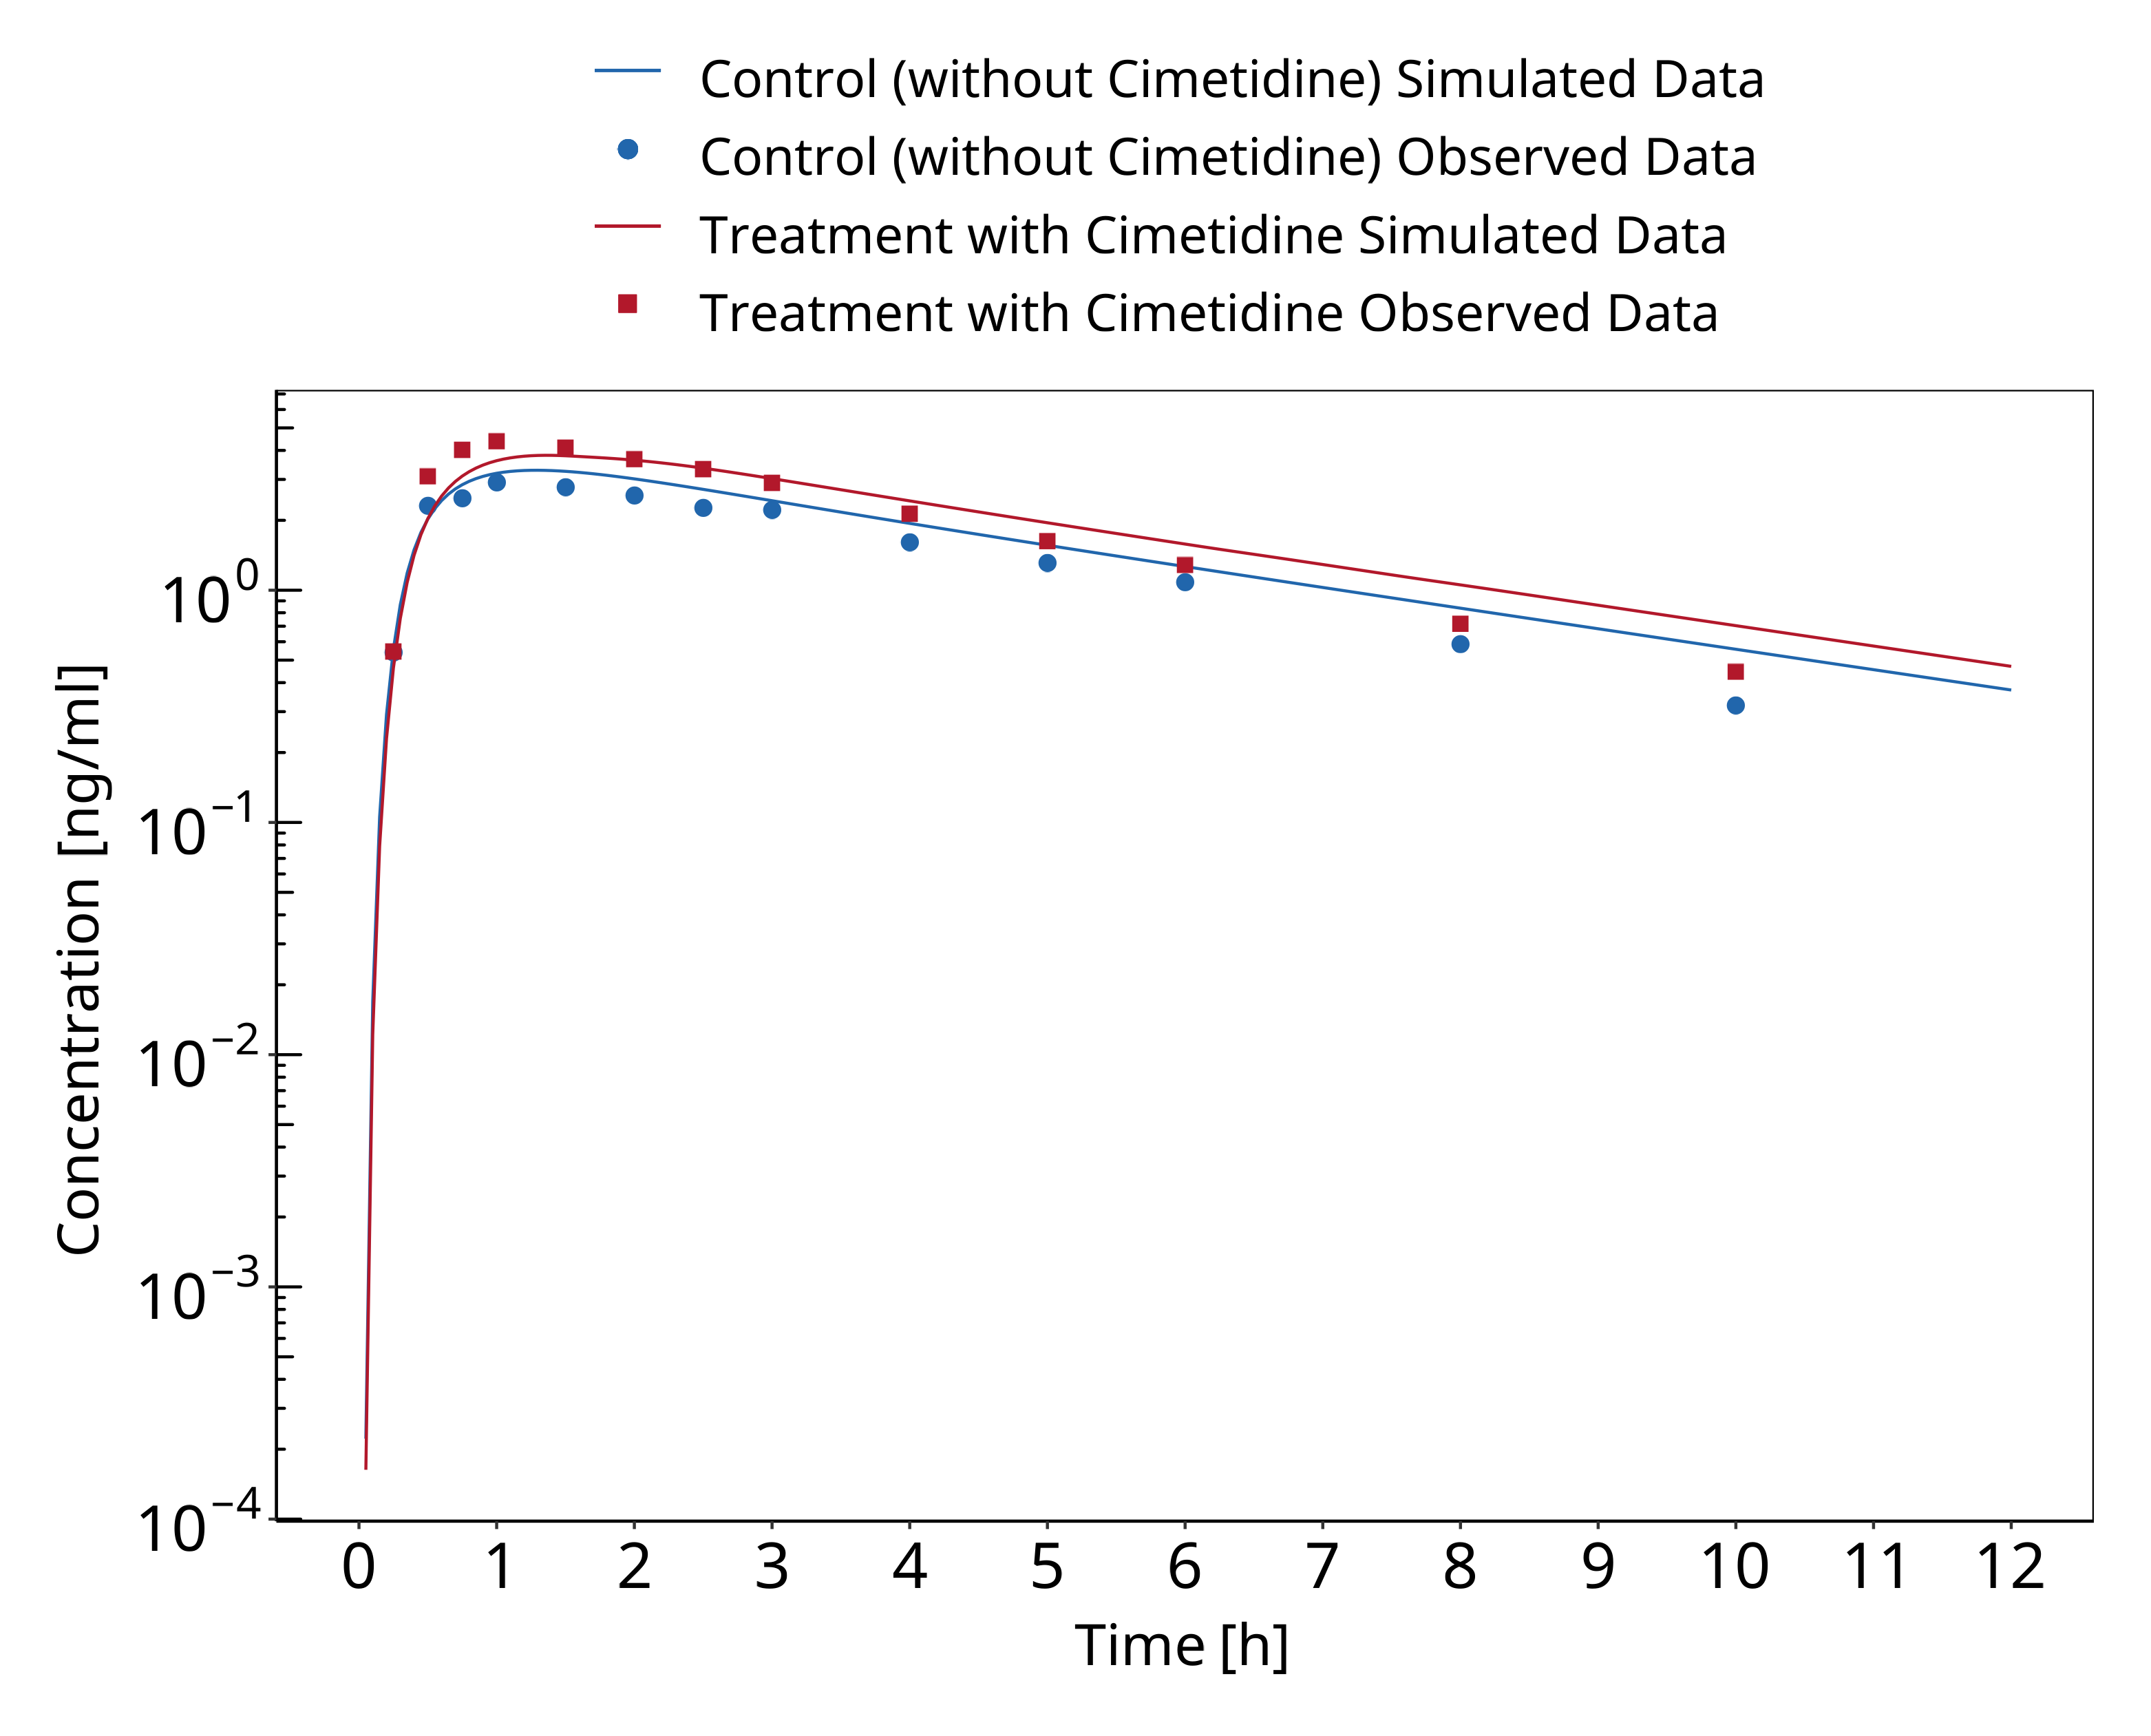 Control (without Cimetidine) Simulated Data
Control (without Cimetidine) Observed Data
Treatment with Cimetidine Simulated Data
Treatment with Cimetidine Observed Data
Concentration [ng/ml]
10⁰
10⁻¹
10⁻²
10⁻³
10⁻⁴
0 1 2 3 4 5 6 7 8 9 10 11 12
Time [h]